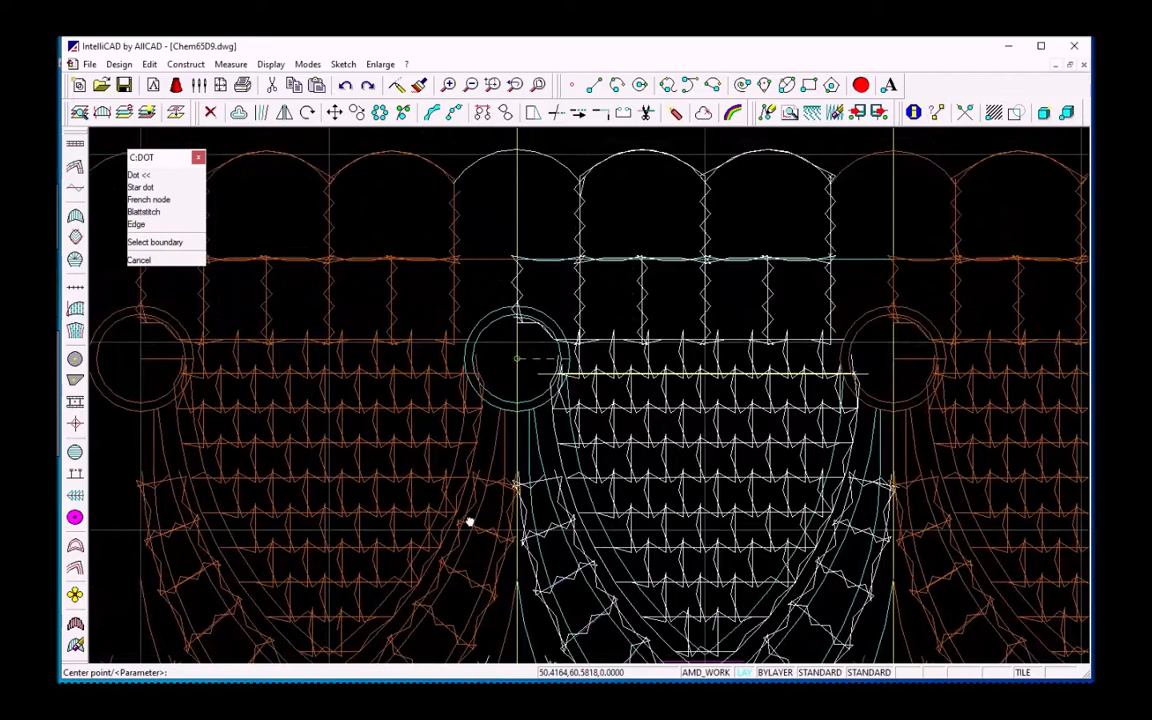 IntelliCAD by AllCAD - [Chem65D9.dwg]
File Design Edit Construct Measure Display Modes Sketch Enlarge ?
A
C:DOT
Dot <<
Star dot
French node
Blattstitch
Edge
Select boundary
Cancel
Center point/<Parameter>: 50.4164,60.5818,0.0000 AMD_WORK LAY BYLAYER STANDARD STANDARD TILE